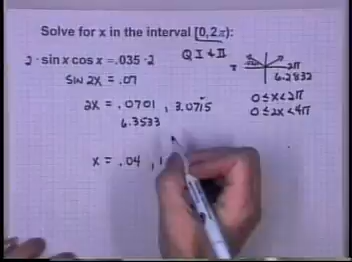 Solve for x in the interval [0,2π):
2 · sin x cos x = .035 · 2
Q I & II
SIN 2x = .07
π
2π
6.2832
2x = .0701 , 3.0715
0 ≤ x < 2π
6.3533
0 ≤ 2x < 4π
x = .04 , 1